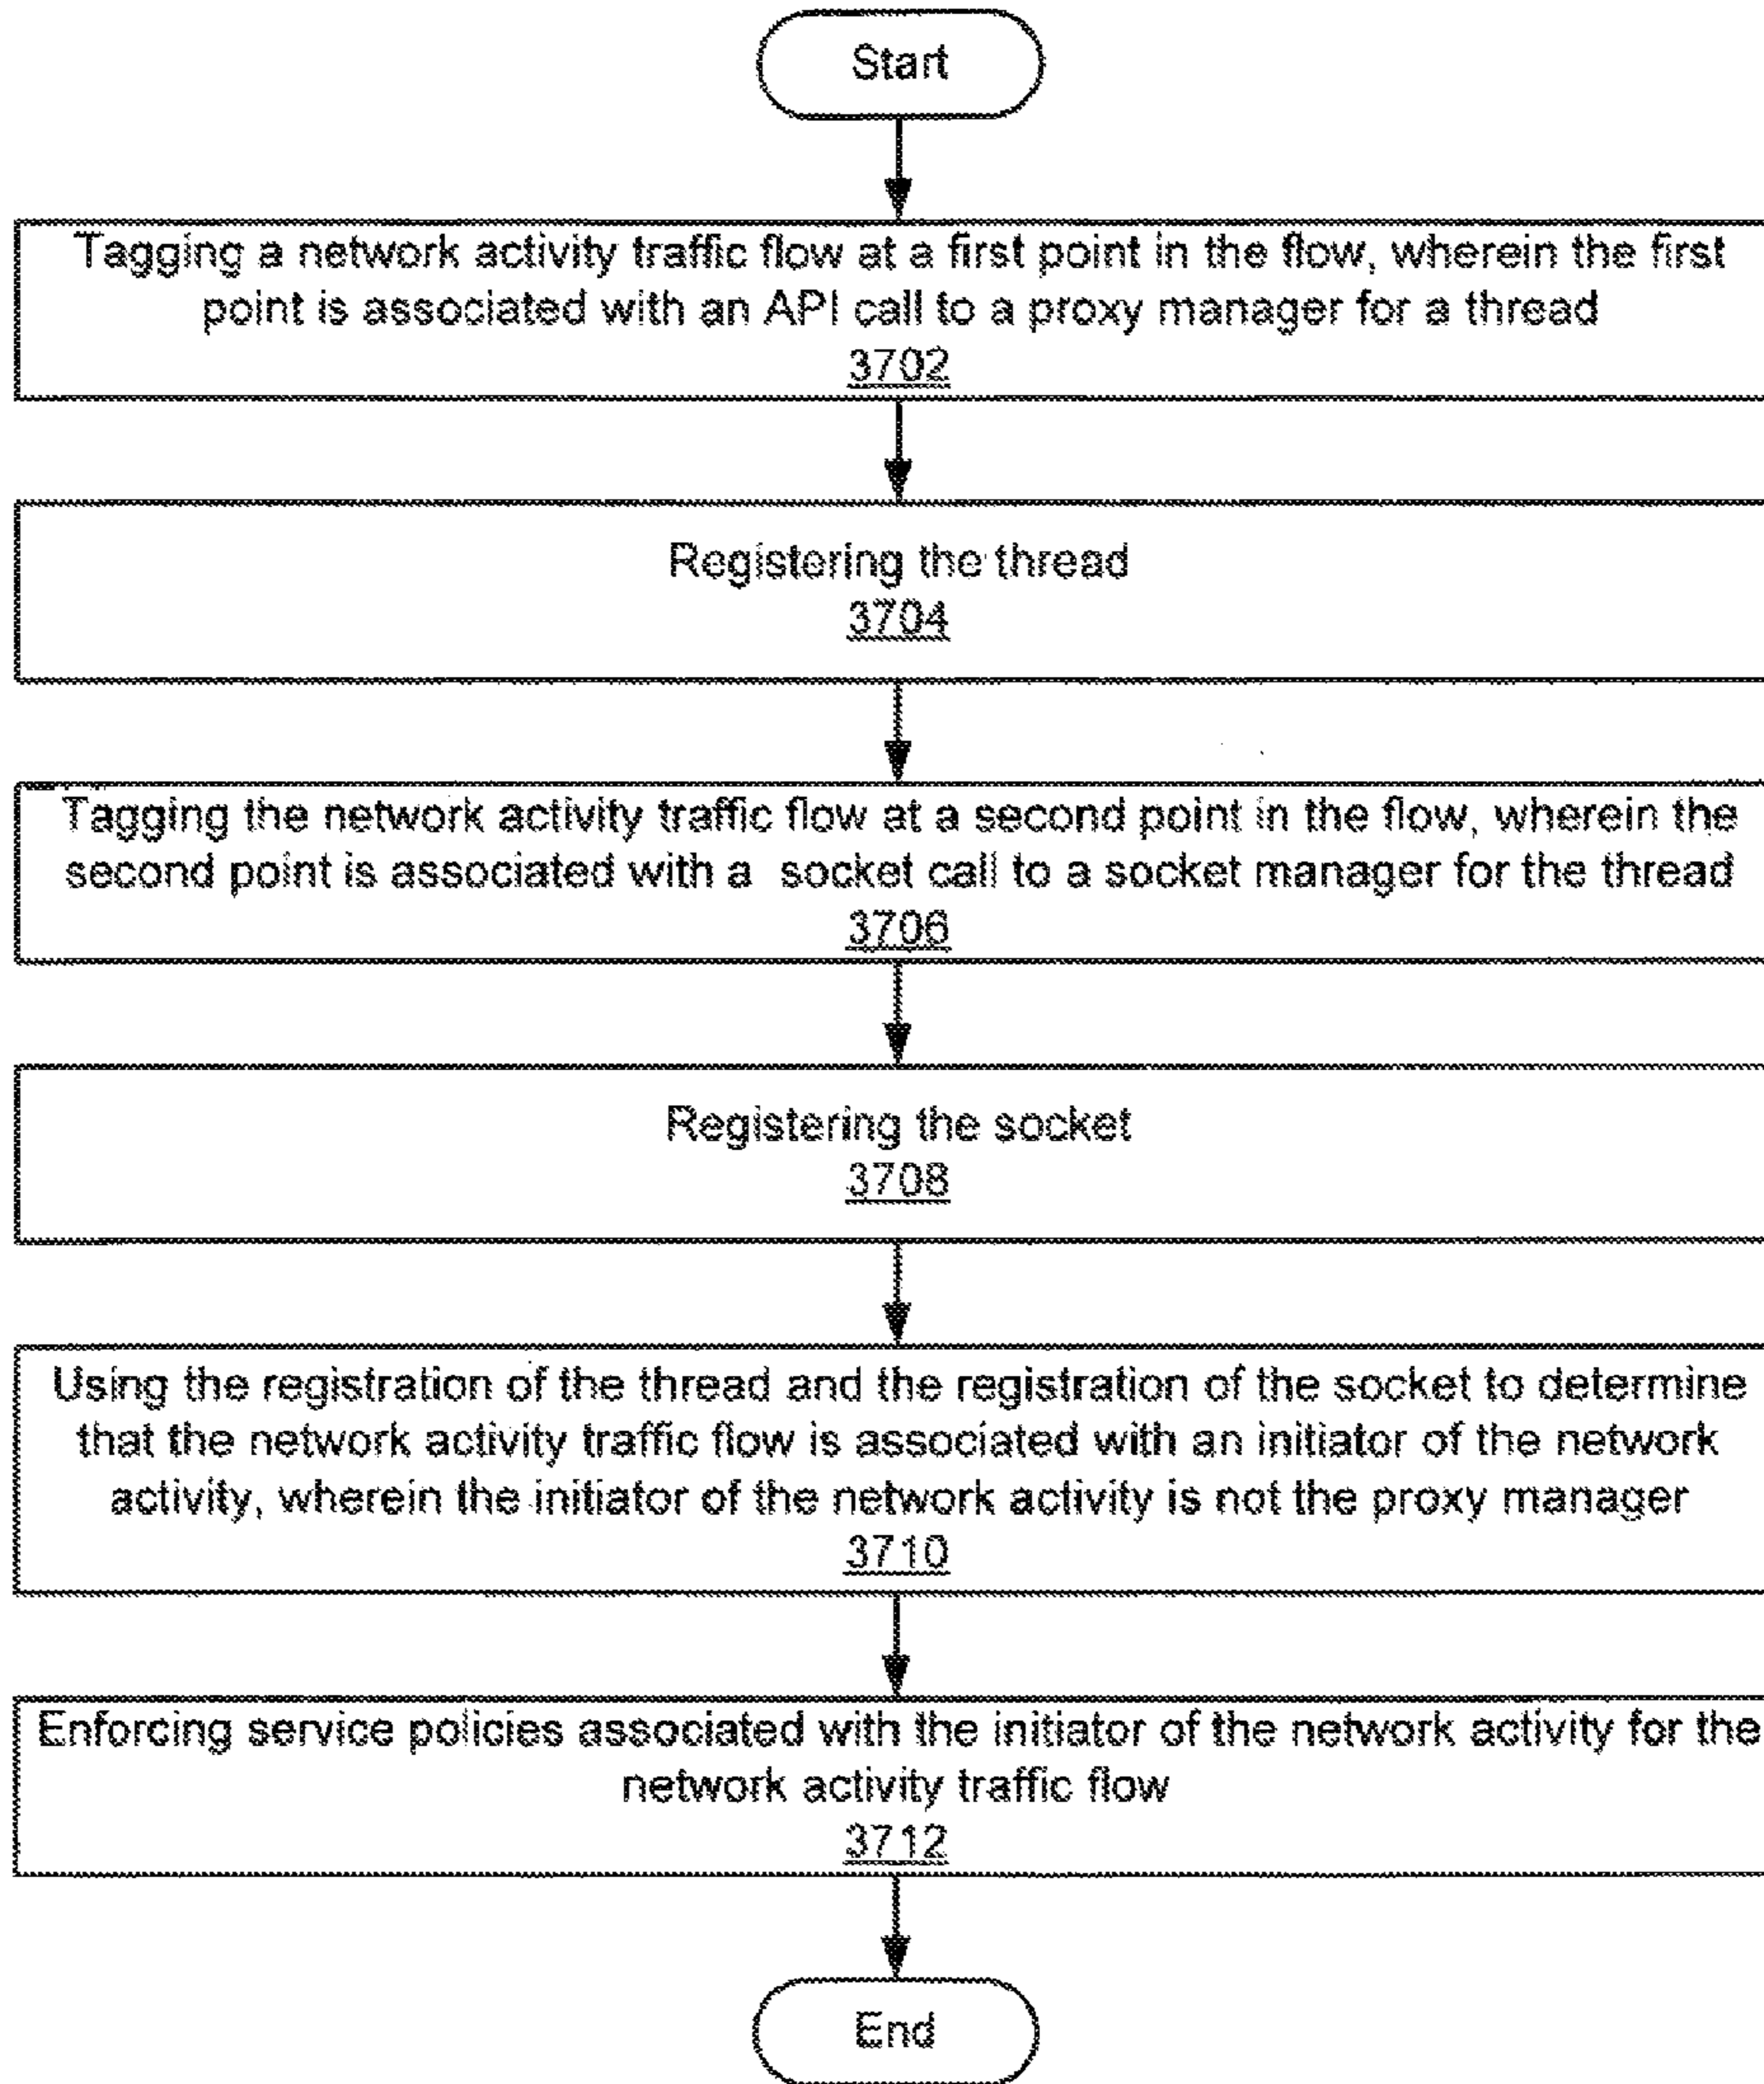 Start
Tagging a network activity traffic flow at a first point in the flow, wherein the first
point is associated with an API call to a proxy manager for a thread
3702
Registering the thread
3704
Tagging the network activity traffic flow at a second point in the flow, wherein the
second point is associated with a socket call to a socket manager for the thread
3706
Registering the socket
3708
Using the registration of the thread and the registration of the socket to determine
that the network activity traffic flow is associated with an initiator of the network
activity, wherein the initiator of the network activity is not the proxy manager
3710
Enforcing service policies associated with the initiator of the network activity for the
network activity traffic flow
3712
End